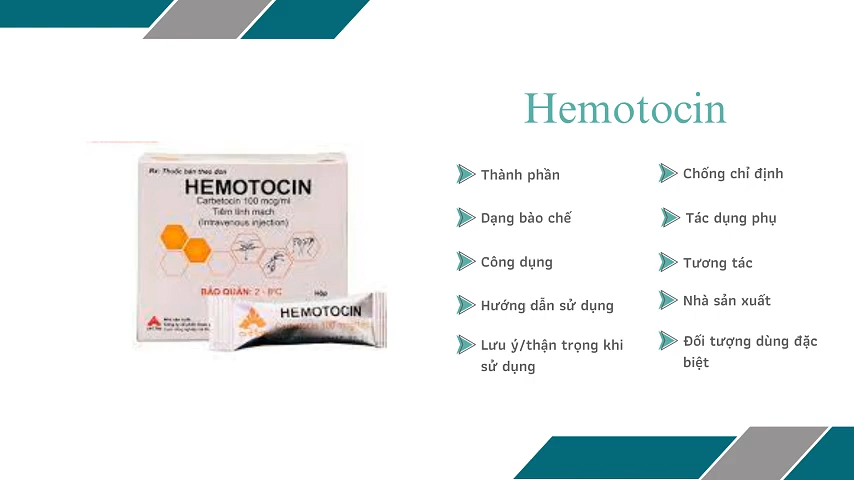 Hemotocin
Rx: Thuốc bán theo đơn
HEMOTOCIN
Carbetocin 100 mcg/ml
Tiêm tĩnh mạch
(Intravenous injection)
BẢO QUẢN: 2 - 8°C
Hộp
HEMOTOCIN
Carbetocin 100 mcg/ml
Thành phần
Dạng bào chế
Công dụng
Hướng dẫn sử dụng
Lưu ý/thận trọng khi
sử dụng
Chống chỉ định
Tác dụng phụ
Tương tác
Nhà sản xuất
Đối tượng dùng đặc
biệt